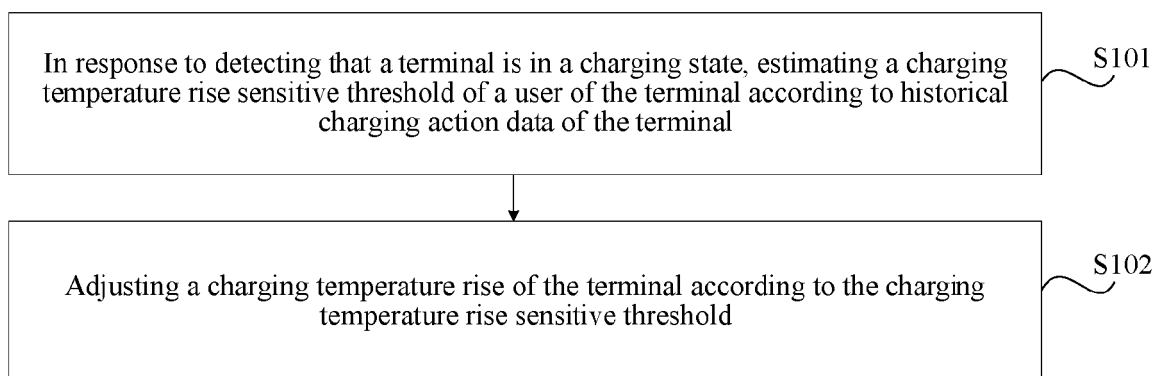 In response to detecting that a terminal is in a charging state, estimating a charging
temperature rise sensitive threshold of a user of the terminal according to historical
charging action data of the terminal
S101
Adjusting a charging temperature rise of the terminal according to the charging
temperature rise sensitive threshold
S102